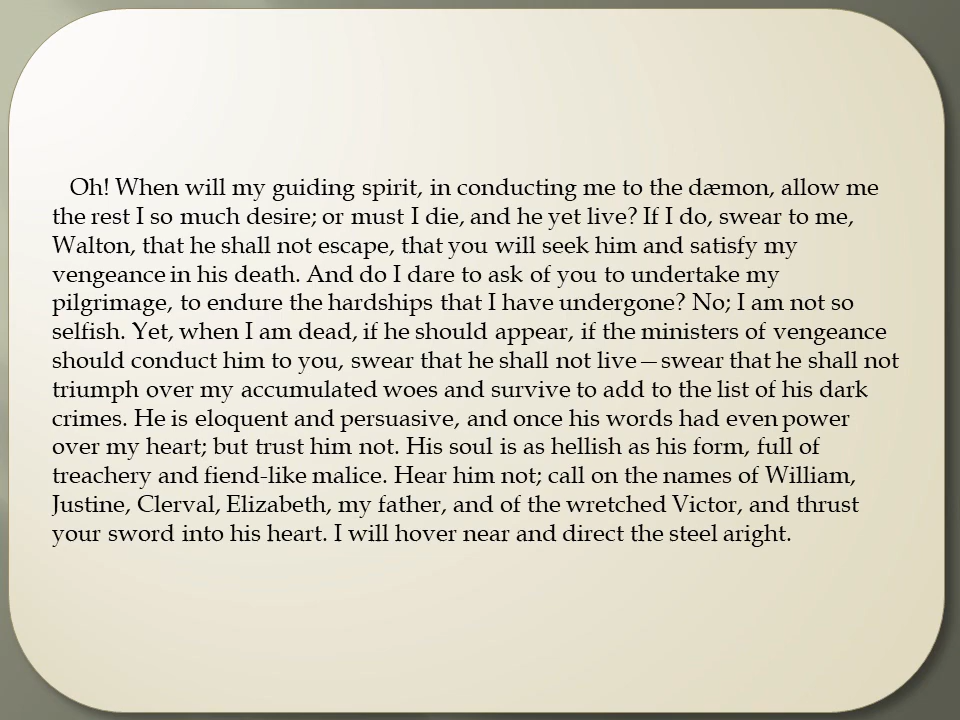 Oh! When will my guiding spirit, in conducting me to the dæmon, allow me
the rest I so much desire; or must I die, and he yet live? If I do, swear to me,
Walton, that he shall not escape, that you will seek him and satisfy my
vengeance in his death. And do I dare to ask of you to undertake my
pilgrimage, to endure the hardships that I have undergone? No; I am not so
selfish. Yet, when I am dead, if he should appear, if the ministers of vengeance
should conduct him to you, swear that he shall not live—swear that he shall not
triumph over my accumulated woes and survive to add to the list of his dark
crimes. He is eloquent and persuasive, and once his words had even power
over my heart; but trust him not. His soul is as hellish as his form, full of
treachery and fiend-like malice. Hear him not; call on the names of William,
Justine, Clerval, Elizabeth, my father, and of the wretched Victor, and thrust
your sword into his heart. I will hover near and direct the steel aright.